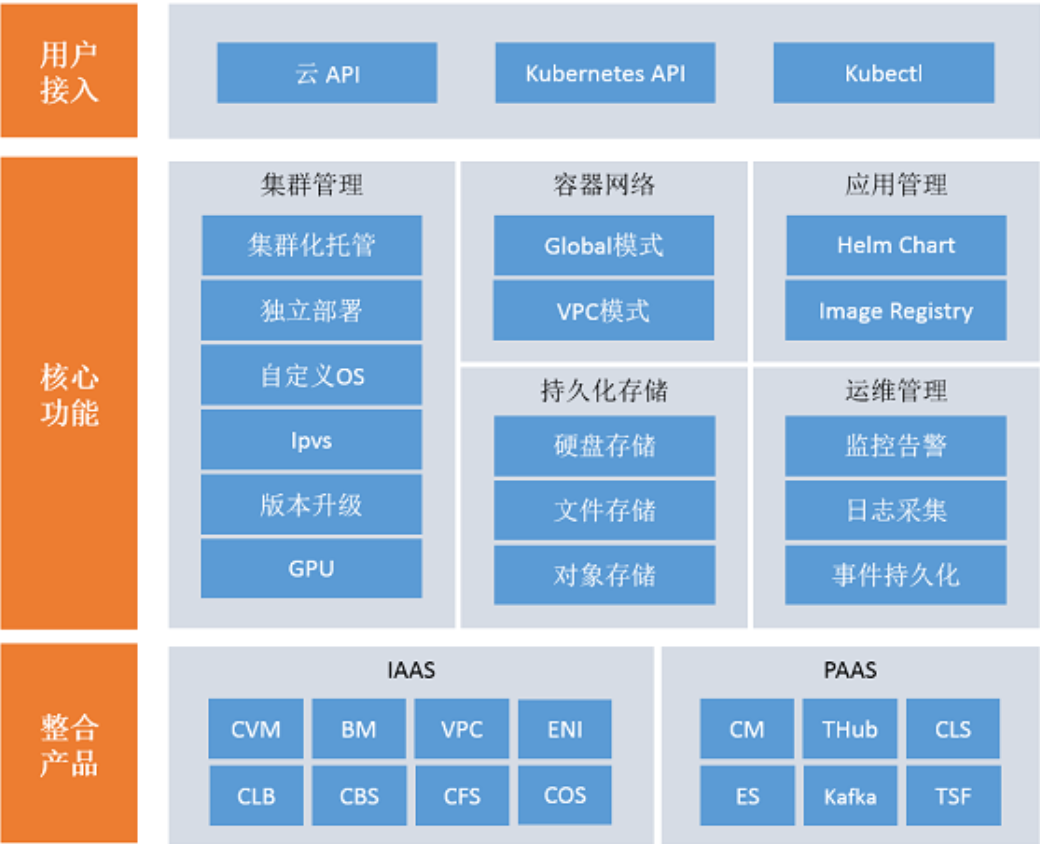 用户
接入
云 API
Kubernetes API
Kubectl
核心
功能
集群管理
集群化托管
独立部署
自定义OS
Ipvs
版本升级
GPU
容器网络
Global模式
VPC模式
应用管理
Helm Chart
Image Registry
持久化存储
硬盘存储
文件存储
对象存储
运维管理
监控告警
日志采集
事件持久化
整合
产品
IAAS
CVM
BM
VPC
ENI
CLB
CBS
CFS
COS
PAAS
CM
THub
CLS
ES
Kafka
TSF